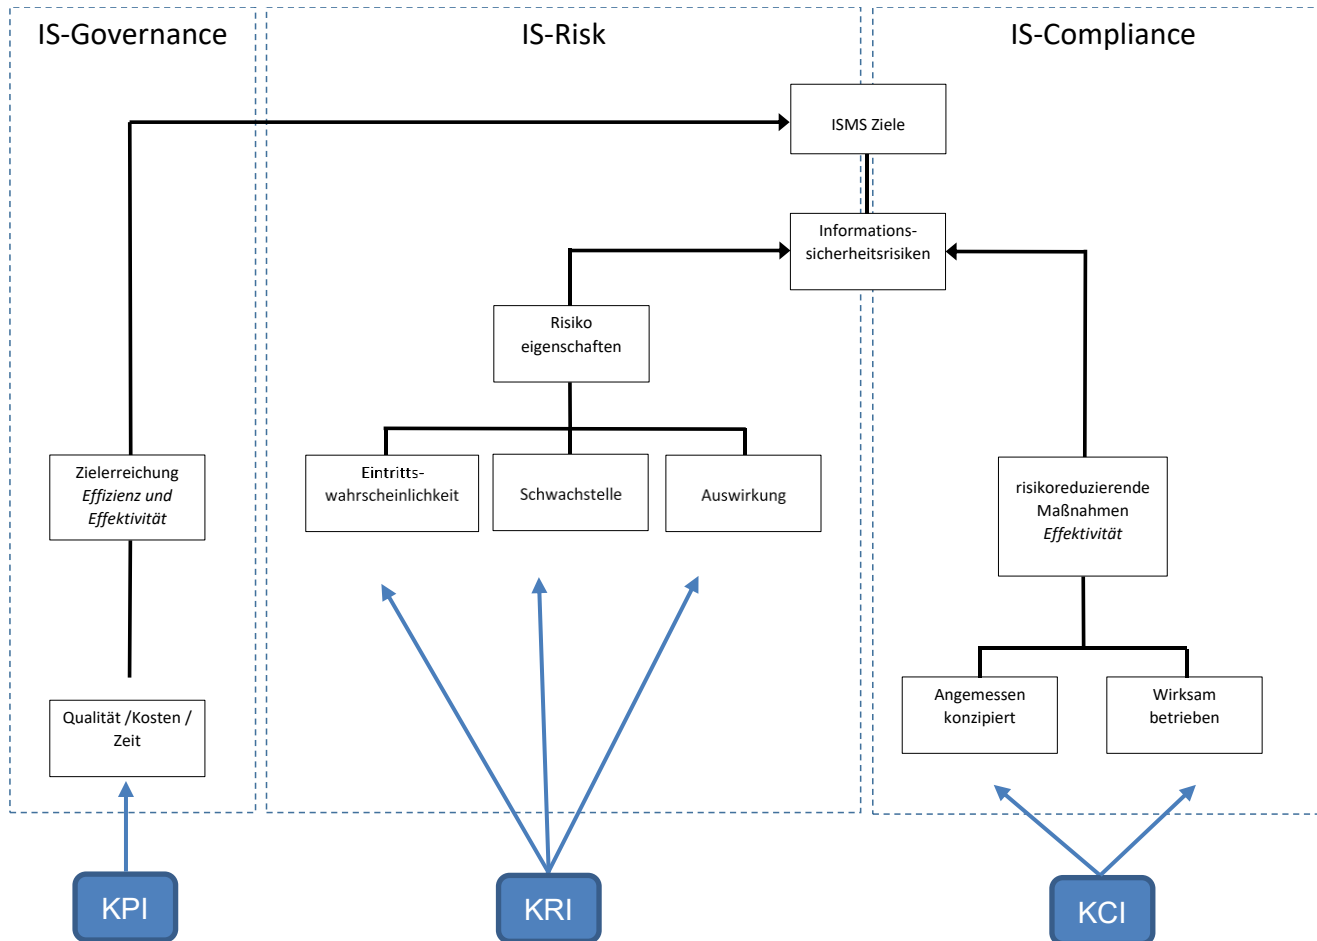 IS-Governance
IS-Risk
IS-Compliance
ISMS Ziele
Informations-
sicherheitsrisiken
Risiko
eigenschaften
Zielerreichung
Effizienz und
Effektivität
Eintritts-
wahrscheinlichkeit
Schwachstelle
Auswirkung
risikoreduzierende
Maßnahmen
Effektivität
Qualität /Kosten /
Zeit
Angemessen
konzipiert
Wirksam
betrieben
KPI
KRI
KCI